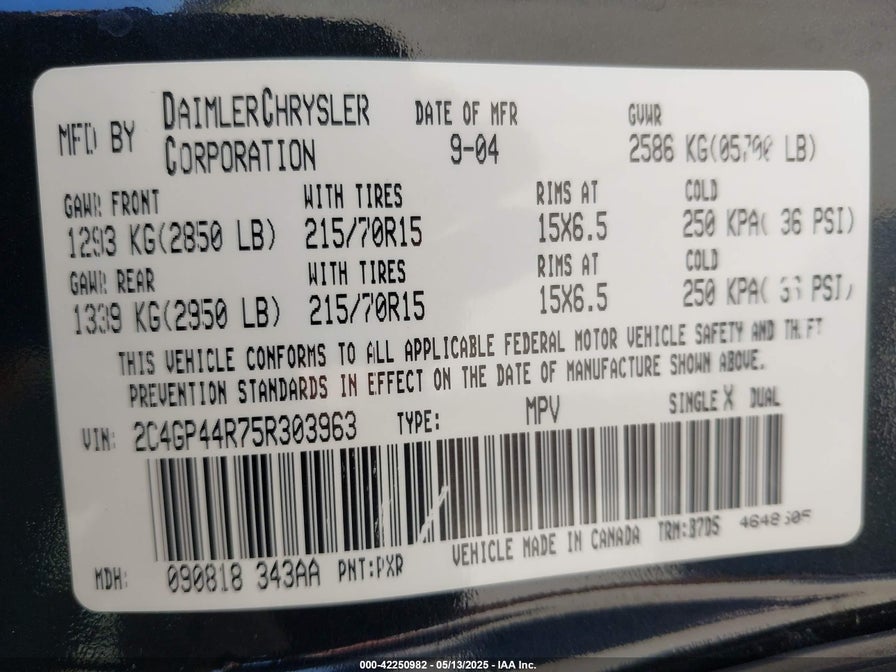 MFD BY DAIMLERCHRYSLER CORPORATION DATE OF MFR 9-04 GVWR 2586 KG( LB)
GAWR FRONT WITH TIRES RIMS AT COLD
1293 KG(2850 LB) 215/70R15 15X6.5 250 KPA( 36 PSI)
GAWR REAR WITH TIRES RIMS AT COLD
1339 KG(2950 LB) 215/70R15 15X6.5 250 KPA( 36 PSI)
THIS VEHICLE CONFORMS TO ALL APPLICABLE FEDERAL MOTOR VEHICLE SAFETY AND THEFT
PREVENTION STANDARDS IN EFFECT ON THE DATE OF MANUFACTURE SHOWN ABOVE.
VIN: 2C4GP44R75R303963 TYPE: MPV SINGLE X DUAL
MDH: 090818 343AA PNT:PXR VEHICLE MADE IN CANADA TRM:B7D5
000-42250982 - 05/13/2025 - IAA Inc.